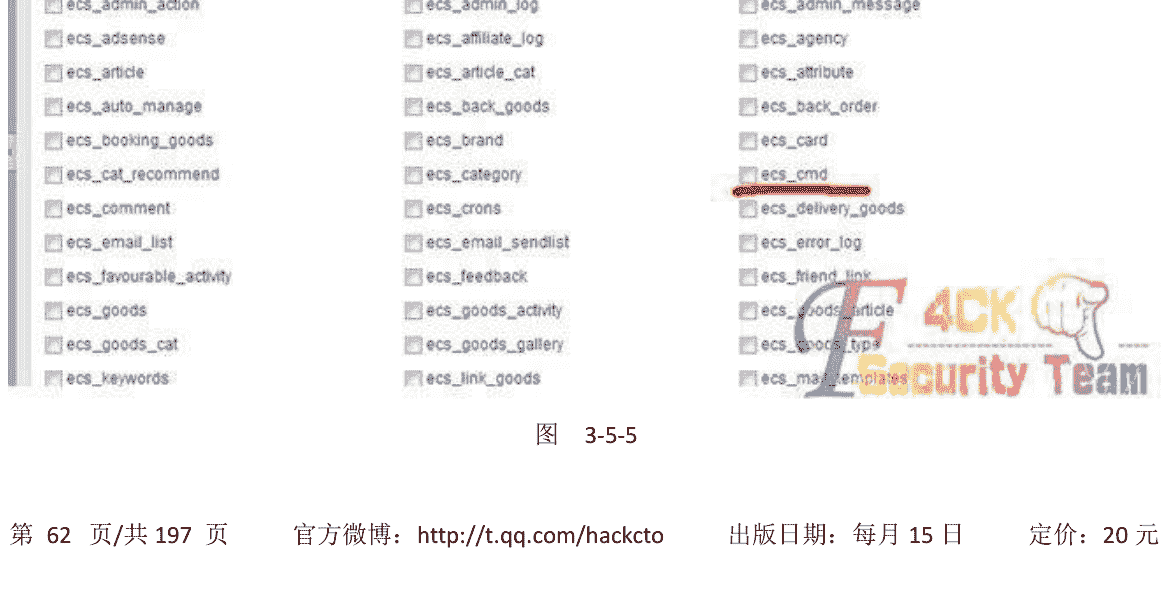 ecs_admin_action ecs_admin_log ecs_admin_message
ecs_adsense ecs_affiliate_log ecs_agency
ecs_article ecs_article_cat ecs_attribute
ecs_auto_manage ecs_back_goods ecs_back_order
ecs_booking_goods ecs_brand ecs_card
ecs_cat_recommend ecs_category ecs_cmd
ecs_comment ecs_crons ecs_delivery_goods
ecs_email_list ecs_email_sendlist ecs_error_log
ecs_favourable_activity ecs_feedback ecs_friend_link
ecs_goods ecs_goods_activity ecs_goods_article
ecs_goods_cat ecs_goods_gallery ecs_goods_type
ecs_keywords ecs_link_goods ecs_mail_templates
F4CK
Security Team
图 3-5-5
第 62 页/共 197 页 官方微博：http://t.qq.com/hackcto 出版日期：每月 15 日 定价：20 元